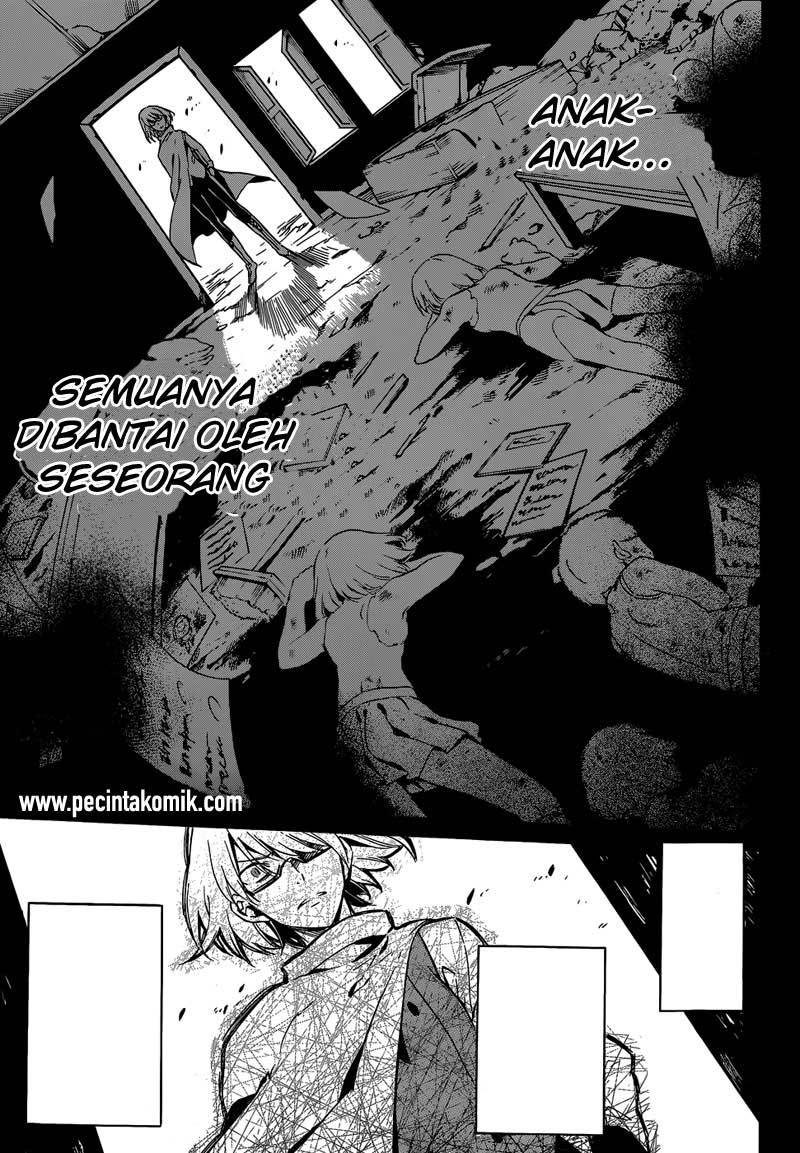 ANAK-
ANAK...
SEMUANYA
DIBANTAI OLEH
SESEORANG
www.pecintakomik.com